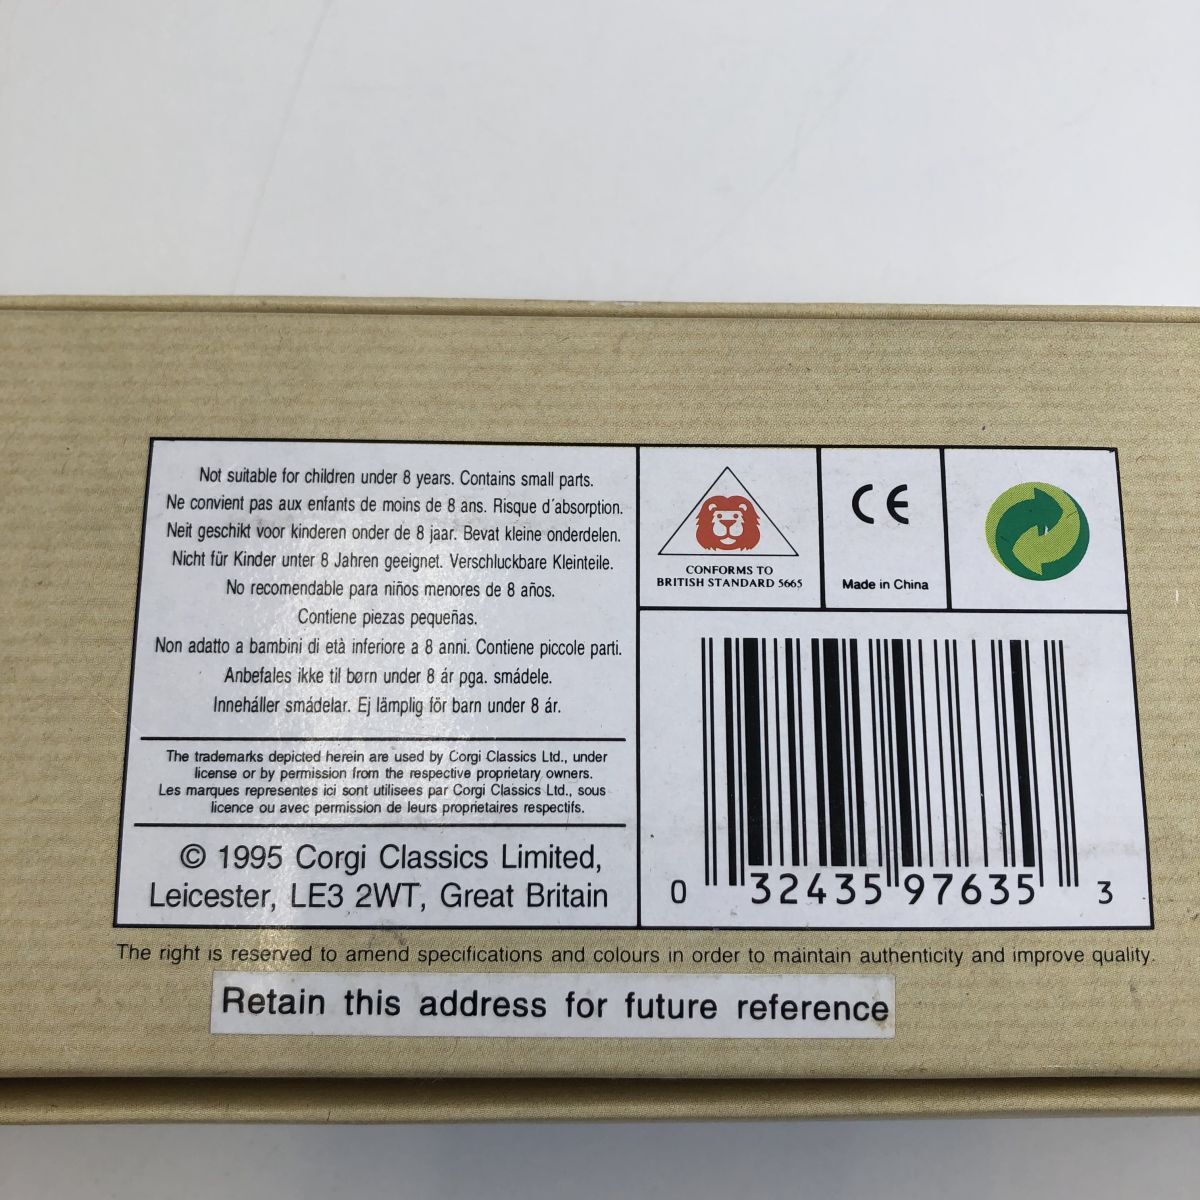 Not suitable for children under 8 years. Contains small parts.
Ne convient pas aux enfants de moins de 8 ans. Risque d´absorption.
Neit geschikt voor kinderen onder de 8 jaar. Bevat kleine onderdelen.
Nicht für Kinder unter 8 Jahren geeignet. Verschluckbare Kleinteile.
No recomendable para niños menores de 8 años.
Contiene piezas pequeñas.
Non adatto a bambini di età inferiore a 8 anni. Contiene piccole parti.
Anbefales ikke til børn under 8 ár pga. smádele.
Innehåller smádelar. Ej lämplig för barn under 8 ár.
The trademarks depicted herein are used by Corgi Classics Ltd., under
license or by permission from the respective proprietary owners.
Les marques representes ici sont utilisees par Corgi Classics Ltd., sous
licence ou avec permission de leurs proprietaires respectifs.
© 1995 Corgi Classics Limited,
Leicester, LE3 2WT, Great Britain
CONFORMS TO
BRITISH STANDARD 5665
CE
Made in China
0 32435 97635 3
The right is reserved to amend specifications and colours in order to maintain authenticity and improve quality.
Retain this address for future reference